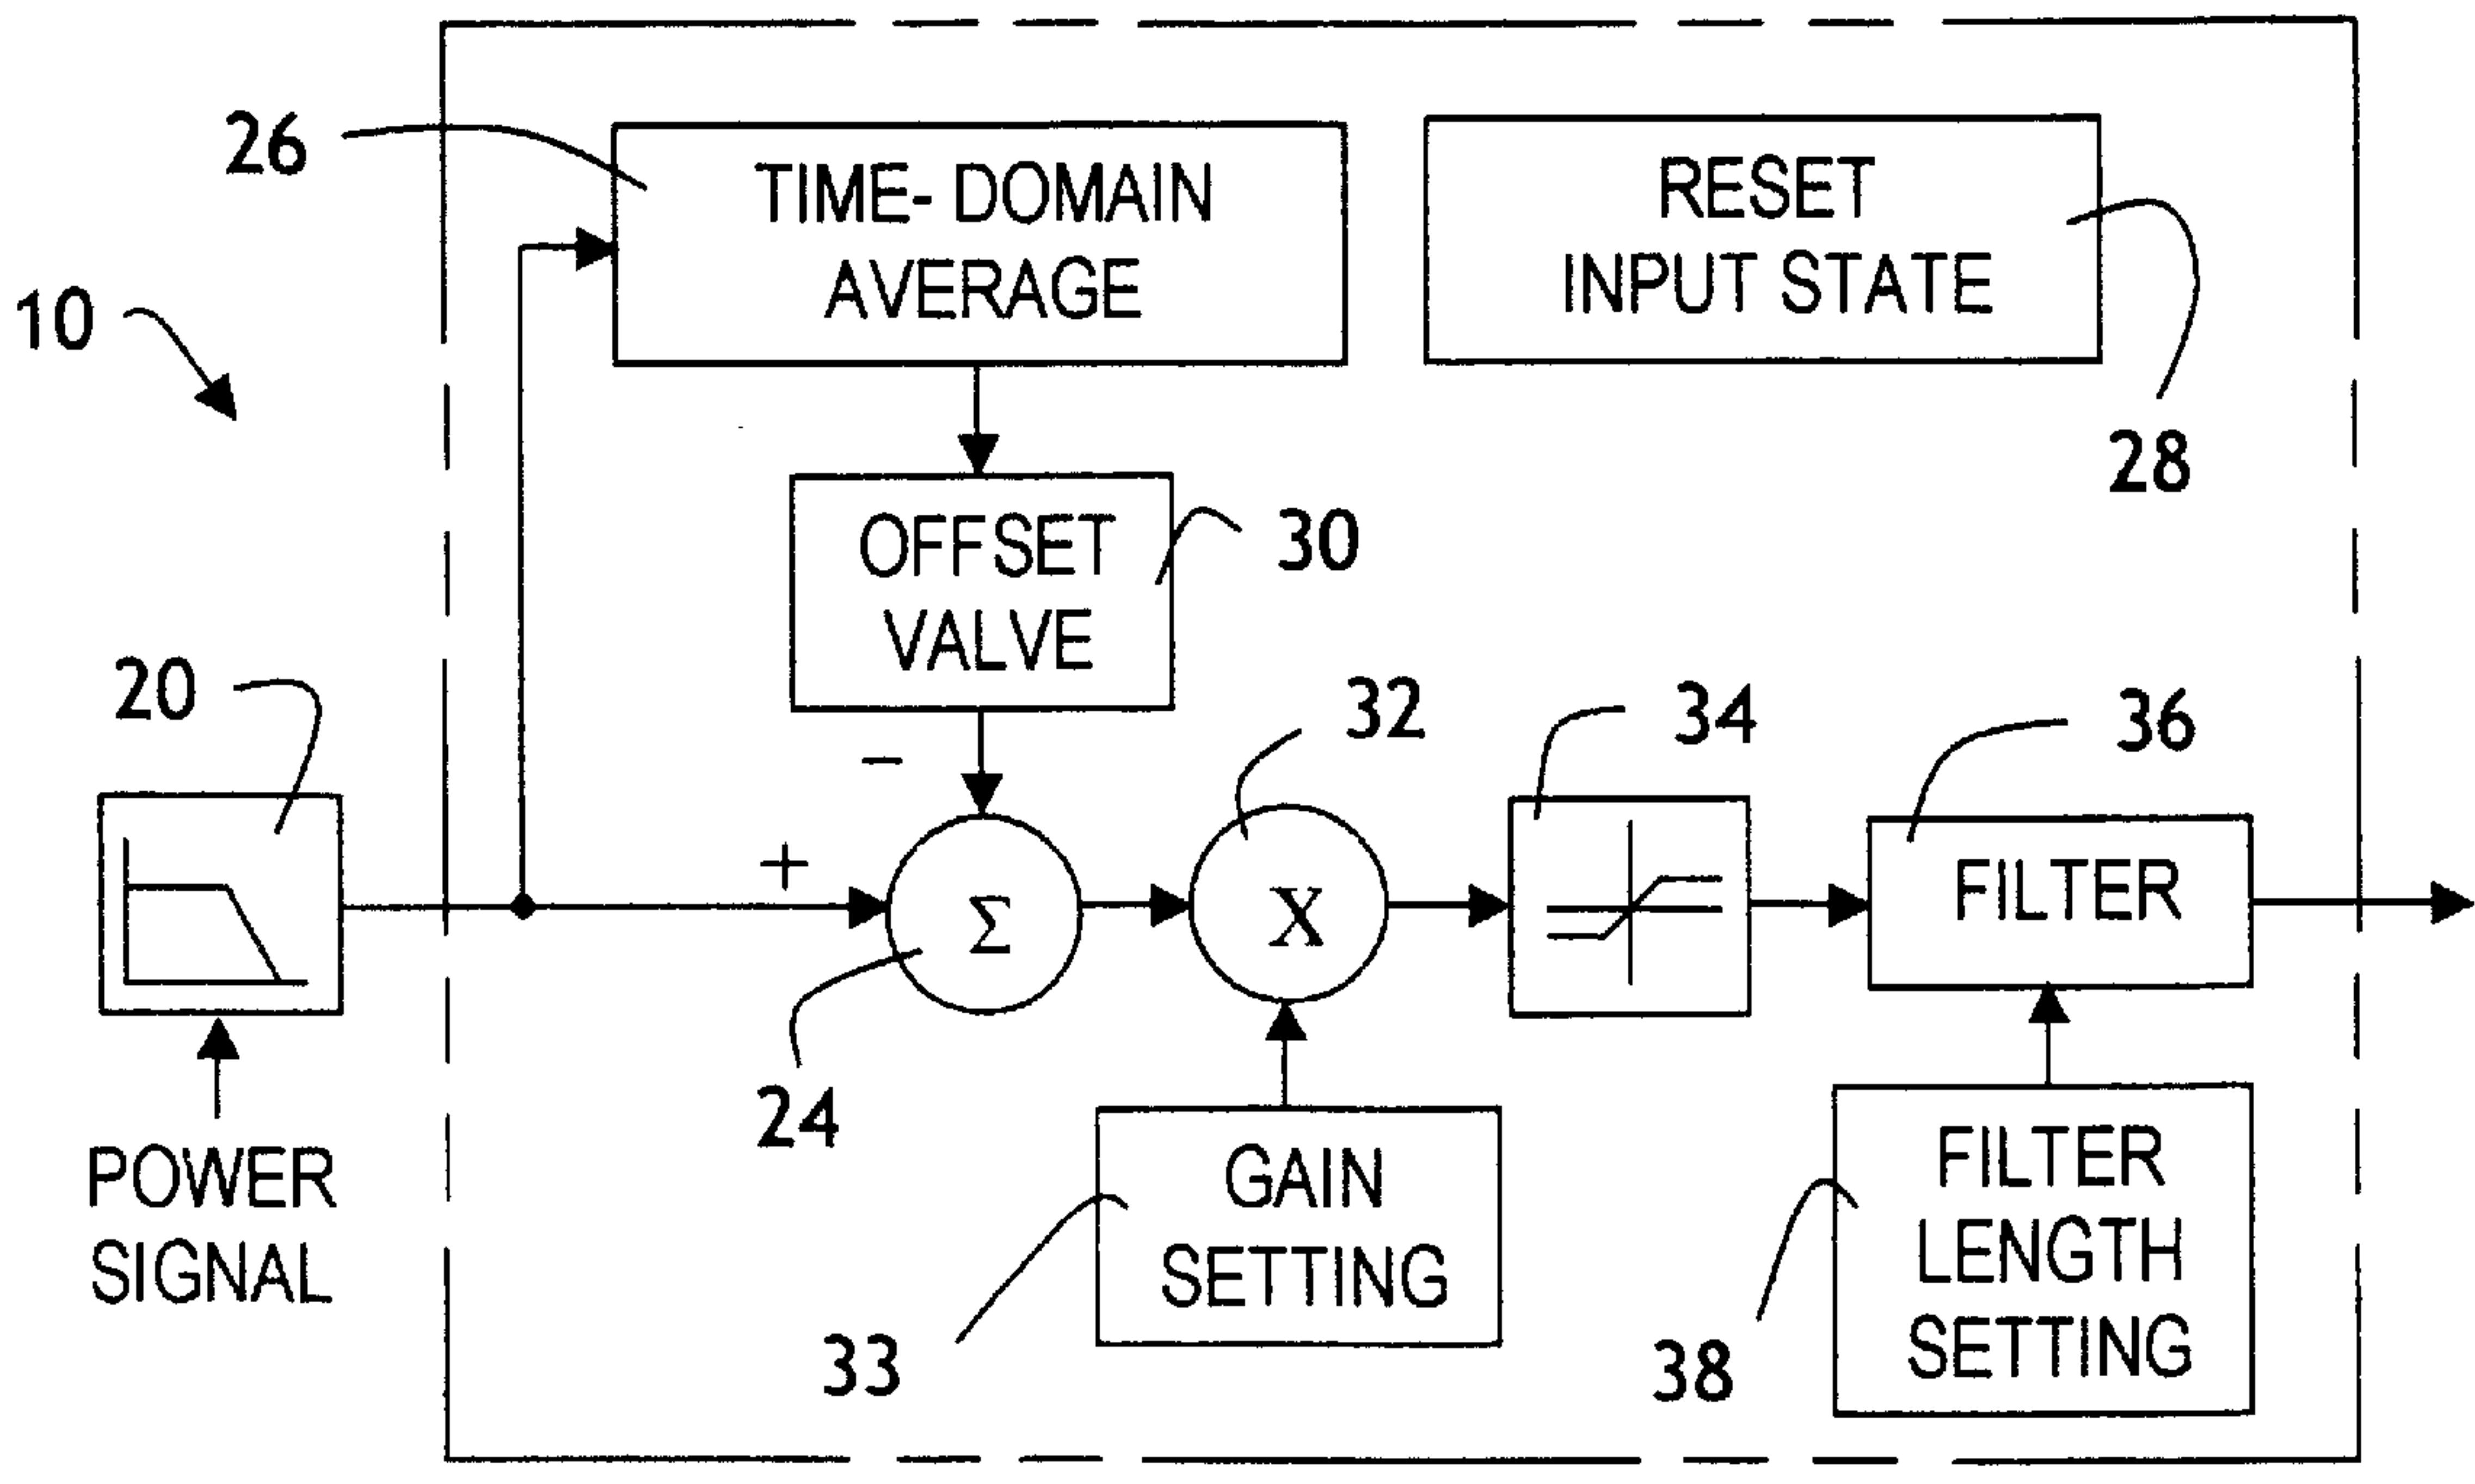 26
TIME- DOMAIN
AVERAGE
RESET
INPUT STATE
10
28
OFFSET
VALVE
30
20
32
34
36
−
+
Σ
X
FILTER
24
POWER
SIGNAL
GAIN
SETTING
33
FILTER
LENGTH
SETTING
38